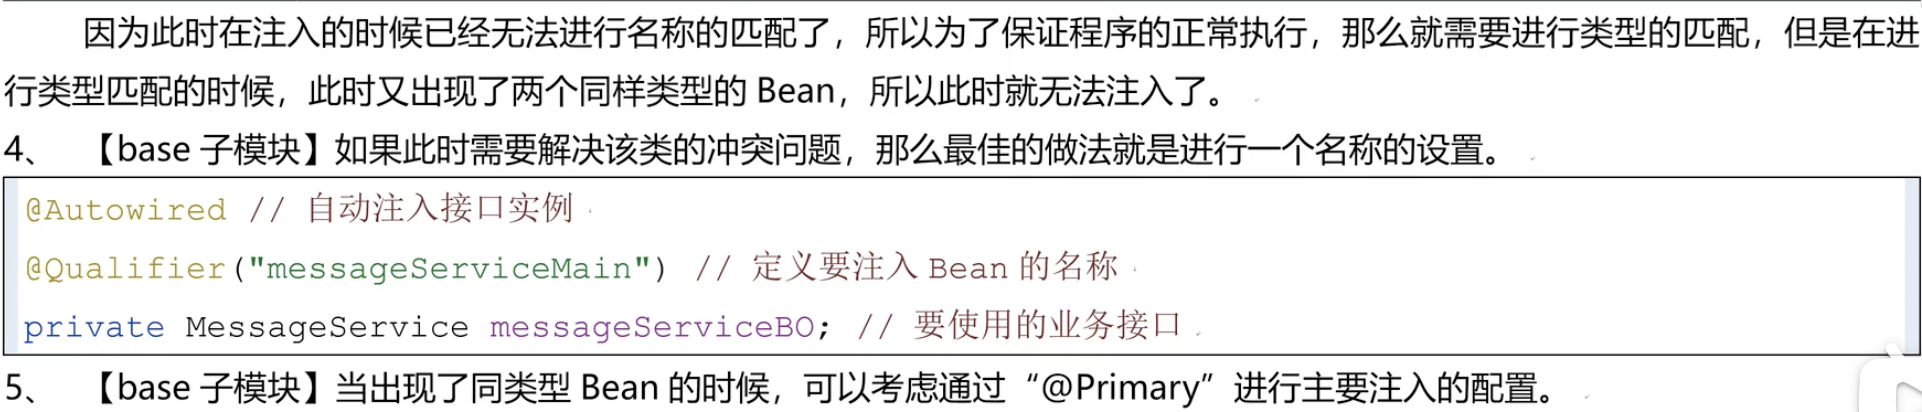 因为此时在注入的时候已经无法进行名称的匹配了，所以为了保证程序的正常执行，那么就需要进行类型的匹配，但是在进
行类型匹配的时候，此时又出现了两个同样类型的 Bean，所以此时就无法注入了。
4、 【base 子模块】如果此时需要解决该类的冲突问题，那么最佳的做法就是进行一个名称的设置。
@Autowired // 自动注入接口实例
@Qualifier("messageServiceMain") // 定义要注入 Bean 的名称
private MessageService messageServiceBO; // 要使用的业务接口
5、 【base 子模块】当出现了同类型 Bean 的时候，可以考虑通过“@Primary”进行主要注入的配置。